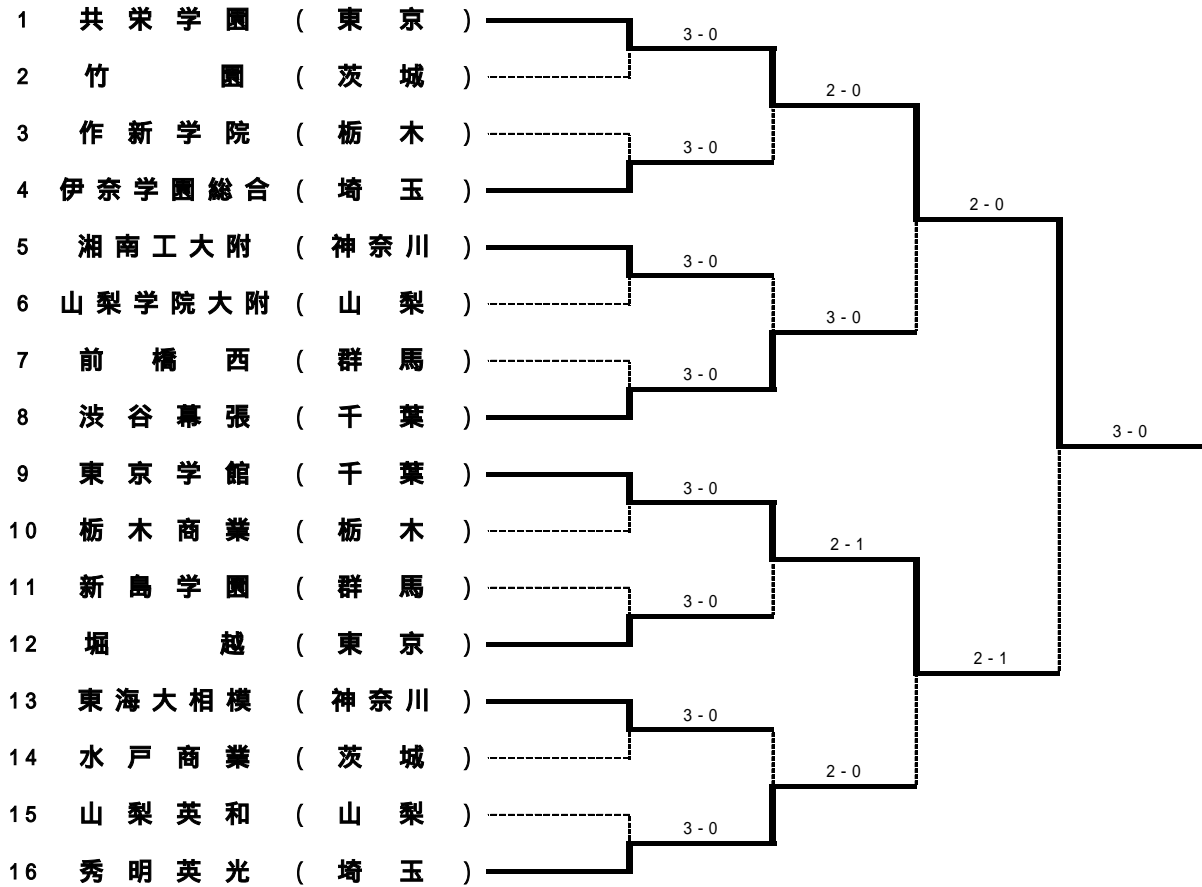 1 共栄学園 (東京) 3-0
2 竹園 (茨城) 2-0
3 作新学院 (栃木) 3-0
4 伊奈学園総合 (埼玉) 2-0
5 湘南工大附 (神奈川) 3-0
6 山梨学院大附 (山梨) 3-0
7 前橋西 (群馬) 3-0
8 渋谷幕張 (千葉) 3-0
9 東京学館 (千葉) 3-0
10 栃木商業 (栃木) 2-1
11 新島学園 (群馬) 3-0
12 堀越 (東京) 2-1
13 東海大相模 (神奈川) 3-0
14 水戸商業 (茨城) 2-0
15 山梨英和 (山梨) 3-0
16 秀明英光 (埼玉)